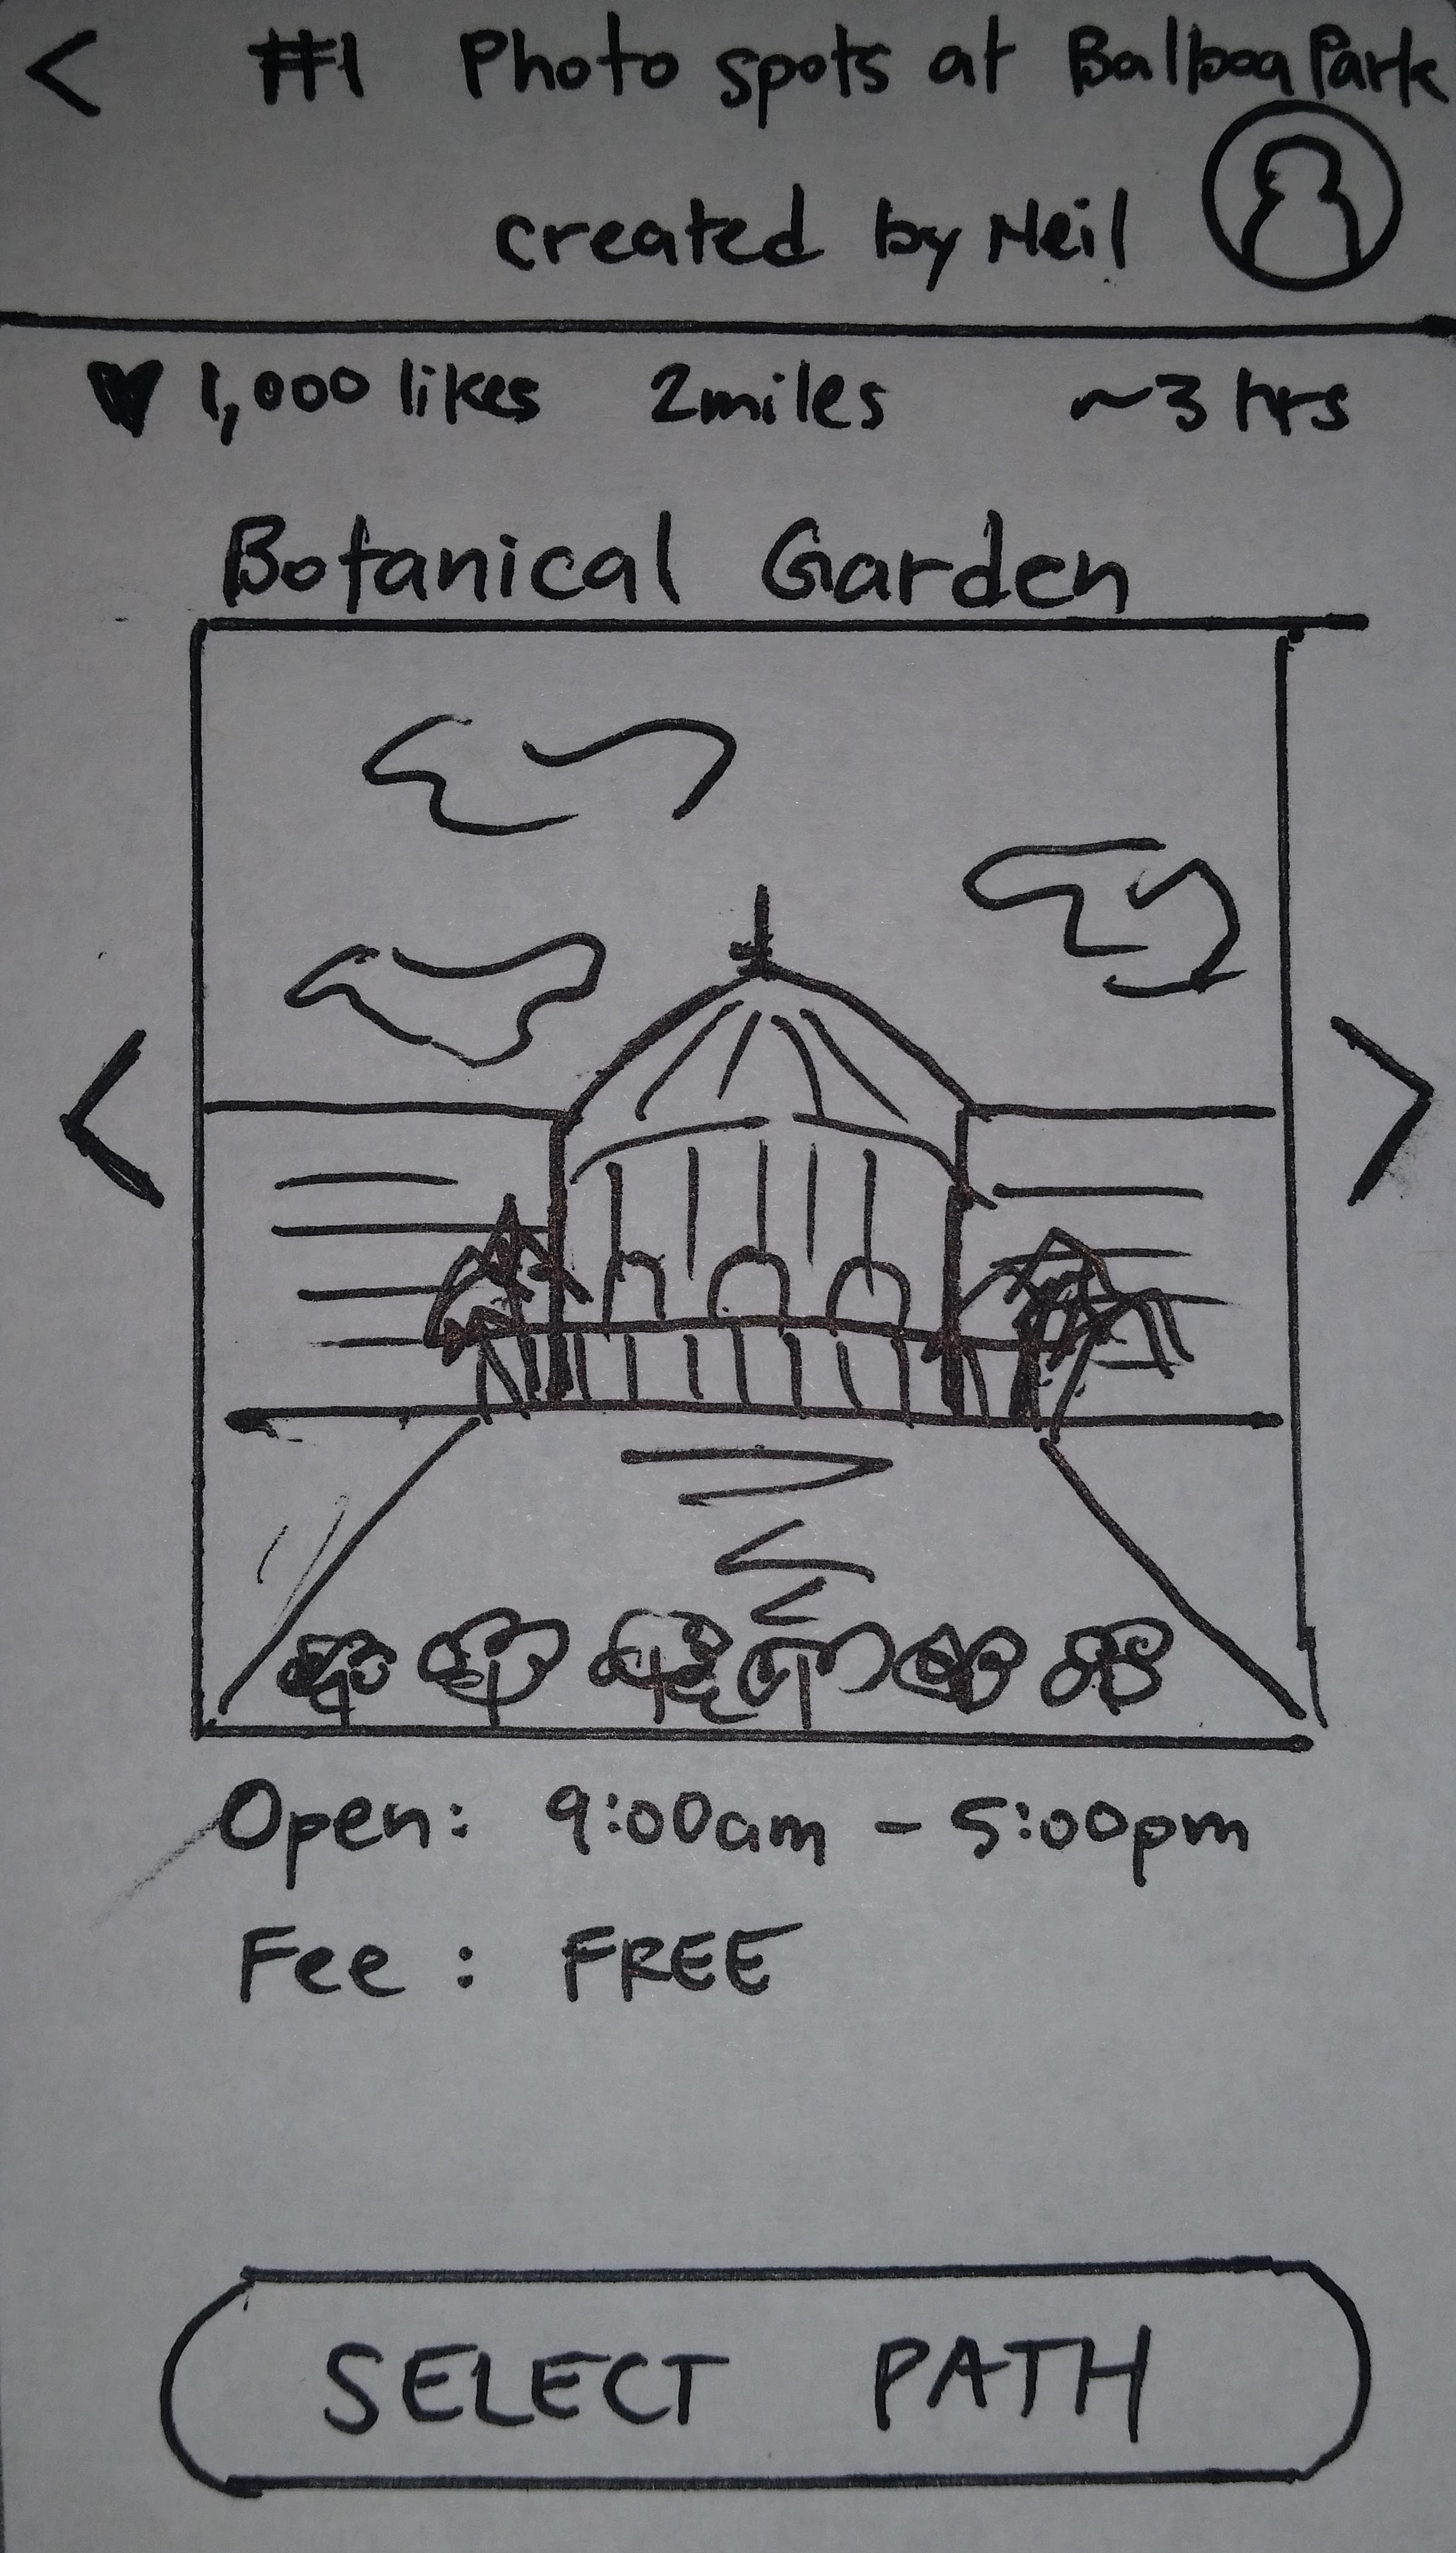 < #1 Photo spots at Balboa Park
created by Neil
♥ 1,000 likes 2miles ~3 hrs
Botanical Garden
< >
Open: 9:00am - 5:00pm
Fee : FREE
SELECT PATH